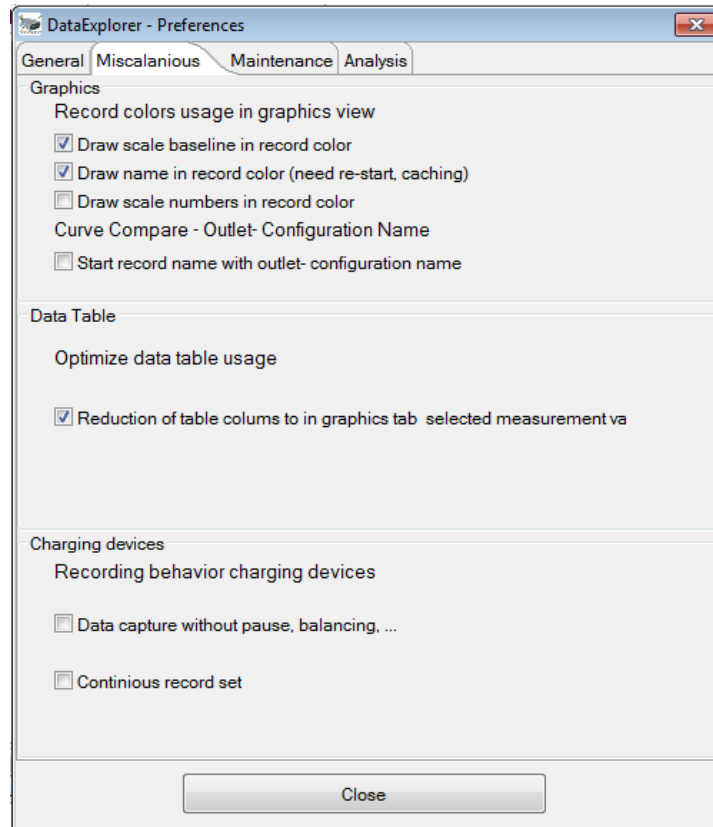 DataExplorer - Preferences
General Miscalanious Maintenance Analysis
Graphics
Record colors usage in graphics view
Draw scale baseline in record color
Draw name in record color (need re-start, caching)
Draw scale numbers in record color
Curve Compare - Outlet- Configuration Name
Start record name with outlet- configuration name
Data Table
Optimize data table usage
Reduction of table colums to in graphics tab  selected measurement va
Charging devices
Recording behavior charging devices
Data capture without pause, balancing, ...
Continious record set
Close